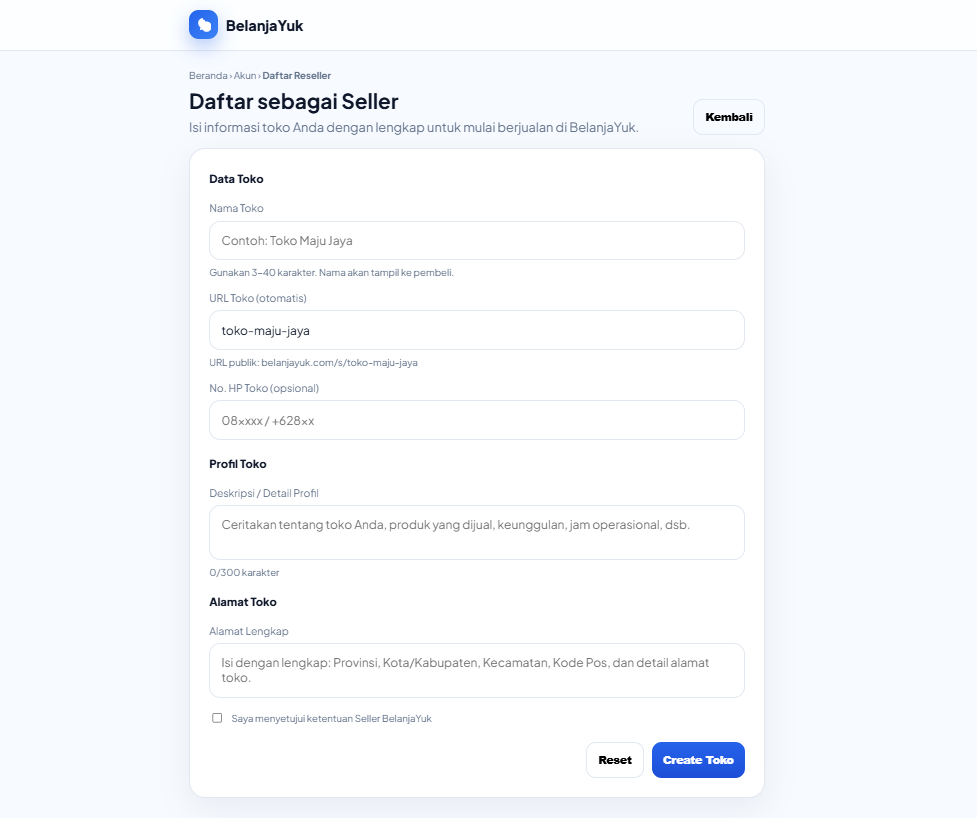 BelanjaYuk
Beranda › Akun › Daftar Reseller
Daftar sebagai Seller
Isi informasi toko Anda dengan lengkap untuk mulai berjualan di BelanjaYuk.
Kembali
Data Toko
Nama Toko
Contoh: Toko Maju Jaya
Gunakan 3–40 karakter. Nama akan tampil ke pembeli.
URL Toko (otomatis)
toko-maju-jaya
URL publik: belanjayuk.com/s/toko-maju-jaya
No. HP Toko (opsional)
08xxxx / +628xx
Profil Toko
Deskripsi / Detail Profil
Ceritakan tentang toko Anda, produk yang dijual, keunggulan, jam operasional, dsb.
0/300 karakter
Alamat Toko
Alamat Lengkap
Isi dengan lengkap: Provinsi, Kota/Kabupaten, Kecamatan, Kode Pos, dan detail alamat
toko.
Saya menyetujui ketentuan Seller BelanjaYuk
Reset
Create Toko